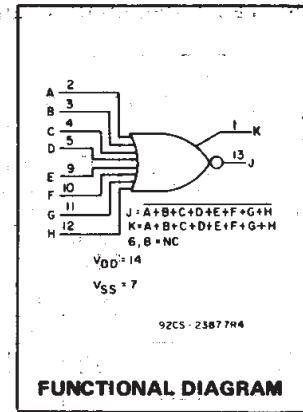 A 2
B 3
C 4
D 5
E 9
F 10
G 11
H 12
1 K
13 J
J = A+B+C+D+E+F+G+H
K=A+B+C+D+E+F+G+H
6, 8 = NC
VDD = 14
VSS = 7
92CS-23877R4
FUNCTIONAL DIAGRAM